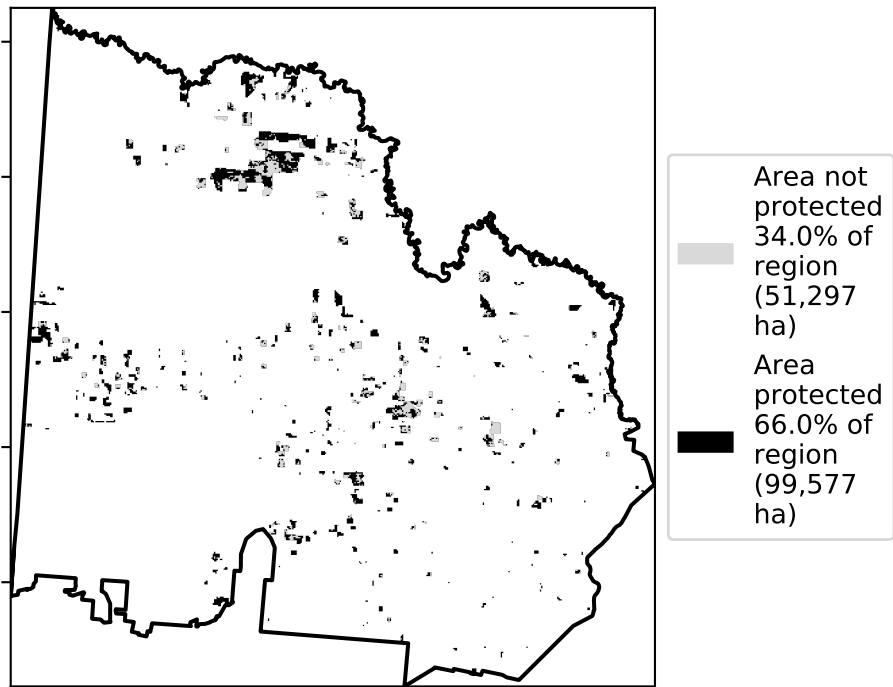 Area not
protected
34.0% of
region
(51,297
ha)
Area
protected
66.0% of
region
(99,577
ha)